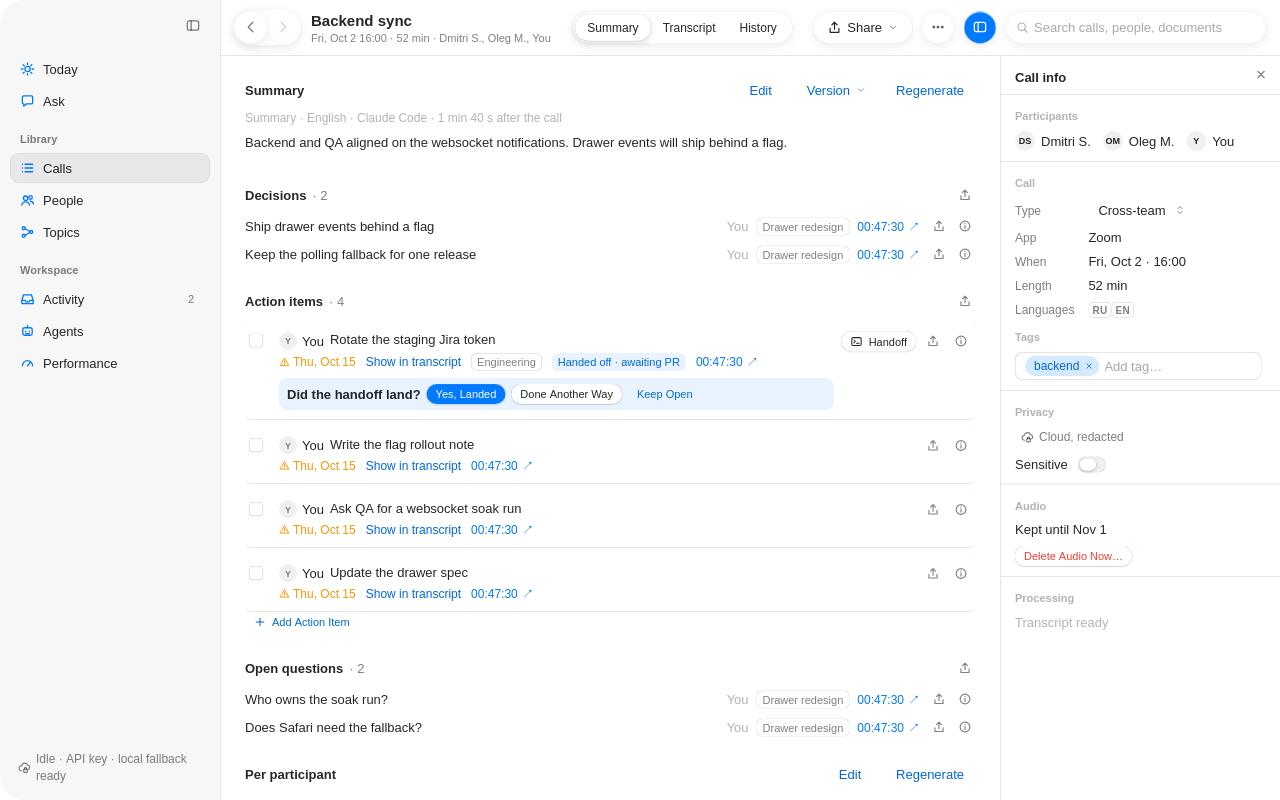 Today
Ask
Library
Calls
People
Topics
Workspace
Activity 2
Agents
Performance
Idle · API key · local fallback
ready
Backend sync
Fri, Oct 2 16:00 · 52 min · Dmitri S., Oleg M., You
Summary Transcript History
Share
Search calls, people, documents
Summary Edit Version Regenerate
Summary · English · Claude Code · 1 min 40 s after the call
Backend and QA aligned on the websocket notifications. Drawer events will ship behind a flag.
Decisions · 2
Ship drawer events behind a flag You Drawer redesign 00:47:30
Keep the polling fallback for one release You Drawer redesign 00:47:30
Action items · 4
Y You Rotate the staging Jira token Handoff
Thu, Oct 15 Show in transcript Engineering Handed off · awaiting PR 00:47:30
Did the handoff land? Yes, Landed Done Another Way Keep Open
Y You Write the flag rollout note
Thu, Oct 15 Show in transcript 00:47:30
Y You Ask QA for a websocket soak run
Thu, Oct 15 Show in transcript 00:47:30
Y You Update the drawer spec
Thu, Oct 15 Show in transcript 00:47:30
Add Action Item
Open questions · 2
Who owns the soak run? You Drawer redesign 00:47:30
Does Safari need the fallback? You Drawer redesign 00:47:30
Per participant Edit Regenerate
Call info
Participants
DS Dmitri S. OM Oleg M. Y You
Call
Type Cross-team
App Zoom
When Fri, Oct 2 · 16:00
Length 52 min
Languages RU EN
Tags
backend Add tag…
Privacy
Cloud, redacted
Sensitive
Audio
Kept until Nov 1
Delete Audio Now…
Processing
Transcript ready